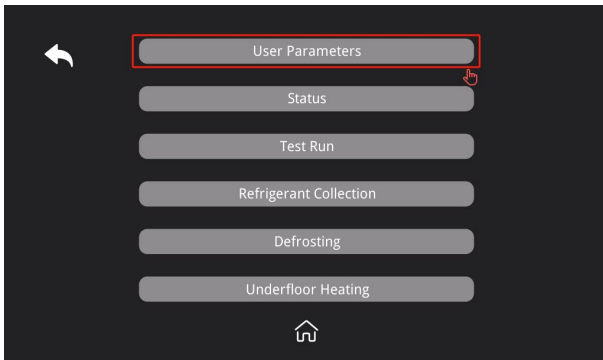 User Parameters
Status
Test Run
Refrigerant Collection
Defrosting
Underfloor Heating